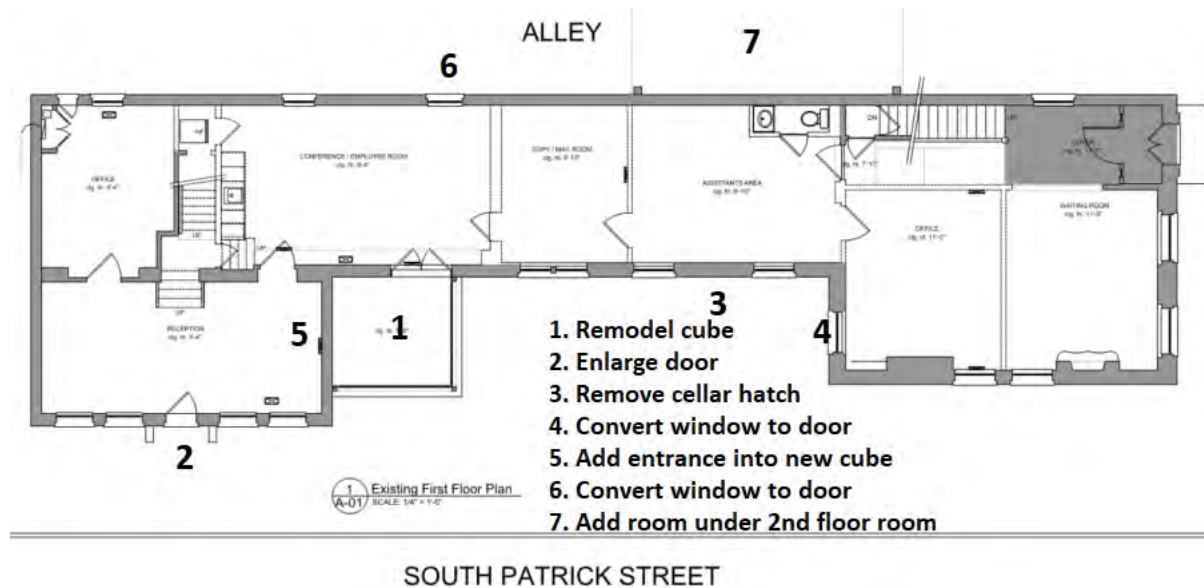 ALLEY
7
6
DN
UP
CONFERENCE / EMPLOYEE ROOM
COPY / MAIL ROOM
OFFICE
ASSISTANTS AREA
WAITING ROOM
OFFICE
UP
UP
UP
RECEPTION
5
1
3
4
2
1. Remodel cube
2. Enlarge door
3. Remove cellar hatch
4. Convert window to door
5. Add entrance into new cube
6. Convert window to door
7. Add room under 2nd floor room
1
A-01
Existing First Floor Plan
SCALE: 1/4" = 1'-0"
SOUTH PATRICK STREET